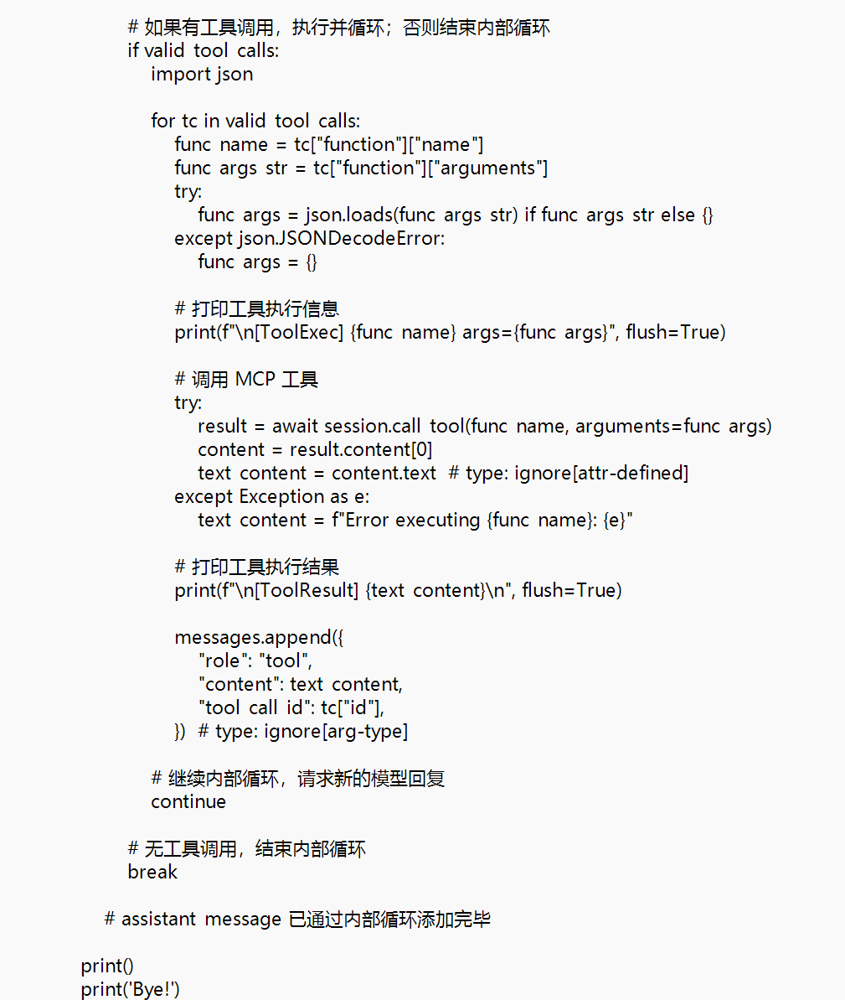 # 如果有工具调用，执行并循环；否则结束内部循环
if valid tool calls:
import json
for tc in valid tool calls:
func name = tc["function"]["name"]
func args str = tc["function"]["arguments"]
try:
func args = json.loads(func args str) if func args str else {}
except json.JSONDecodeError:
func args = {}
# 打印工具执行信息
print(f"\n[ToolExec] {func name} args={func args}", flush=True)
# 调用 MCP 工具
try:
result = await session.call tool(func name, arguments=func args)
content = result.content[0]
text content = content.text  # type: ignore[attr-defined]
except Exception as e:
text content = f"Error executing {func name}: {e}"
# 打印工具执行结果
print(f"\n[ToolResult] {text content}\n", flush=True)
messages.append({
"role": "tool",
"content": text content,
"tool call id": tc["id"],
})  # type: ignore[arg-type]
# 继续内部循环，请求新的模型回复
continue
# 无工具调用，结束内部循环
break
# assistant message 已通过内部循环添加完毕
print()
print('Bye!')